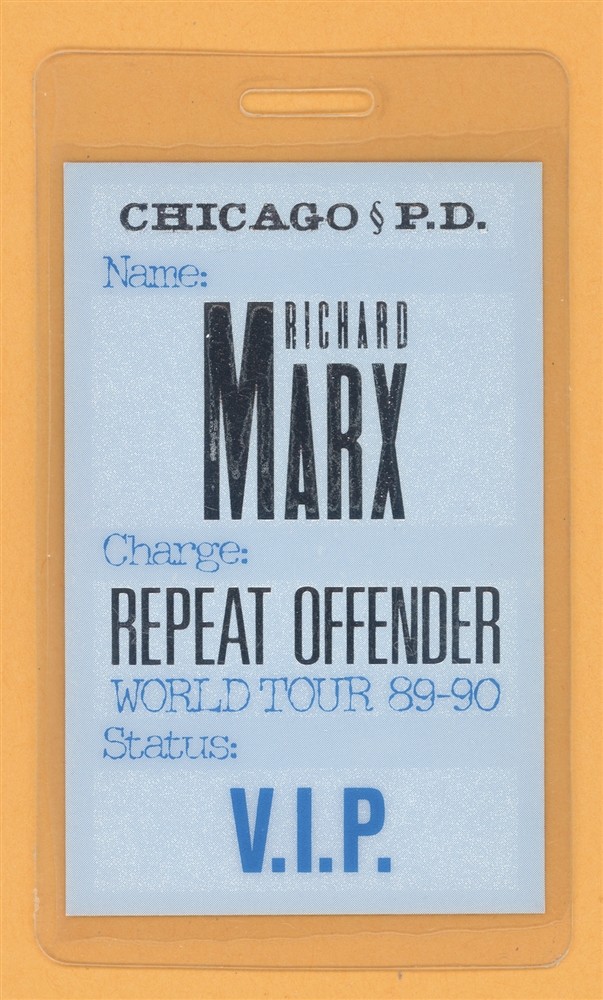 CHICAGO § P.D.
Name:
RICHARD
MARX
Charge:
REPEAT OFFENDER
WORLD TOUR 89-90
Status:
V.I.P.